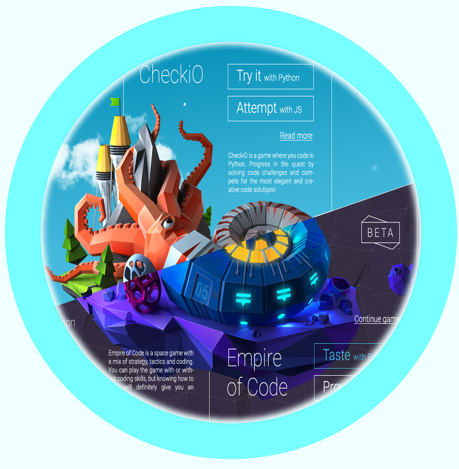 CheckiO
Try it with Python
Attempt with JS
Read more
CheckiO is a game where you code in
Python. Progress in the quest by
solving code challenges and com-
pete for the most elegant and cre-
ative code solutions!
BETA
05
Continue game
Empire of Code is a space game with
a mix of strategy, tactics and coding.
You can play the game with or with-
coding skills, but knowing how to
definitely give you an
Empire
of Code
Taste with